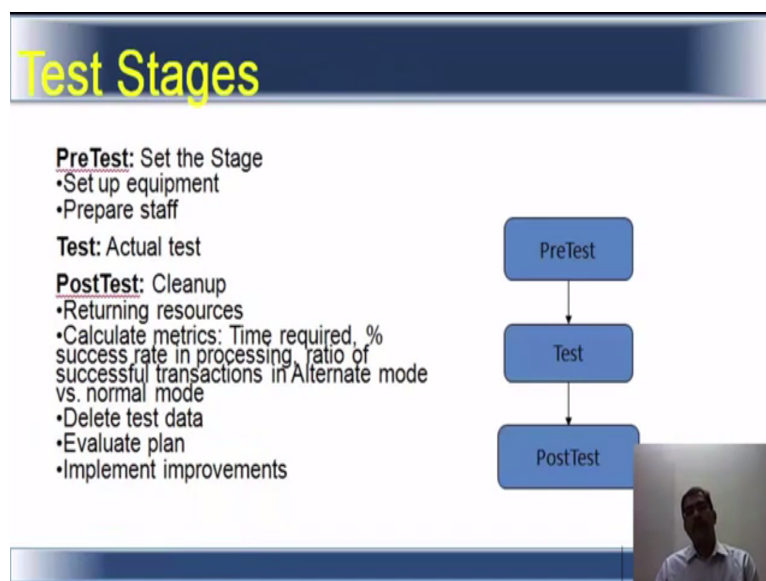 Test Stages
PreTest: Set the Stage
•Set up equipment
•Prepare staff
Test: Actual test
PostTest: Cleanup
•Returning resources
•Calculate metrics: Time required, %
success rate in processing, ratio of
successful transactions in Alternate mode
vs. normal mode
•Delete test data
•Evaluate plan
•Implement improvements
PreTest
Test
PostTest